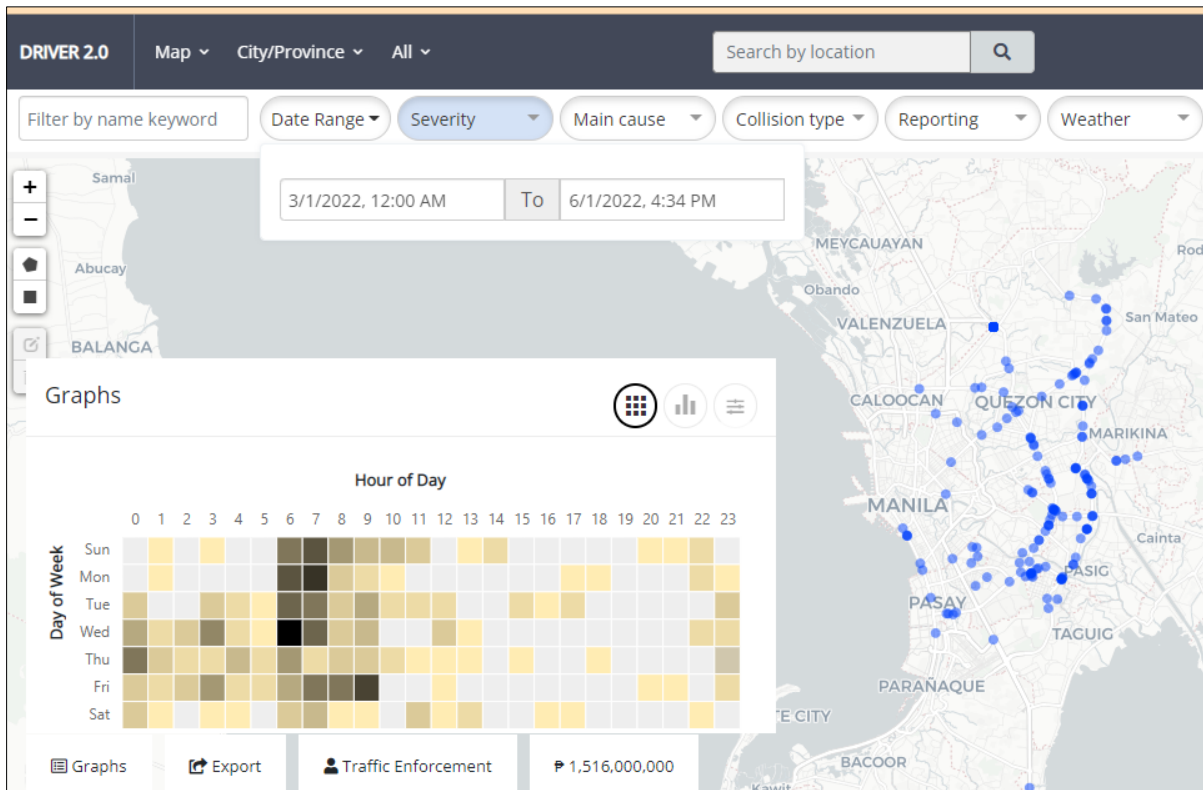 DRIVER 2.0 Map City/Province All Search by location
Filter by name keyword Date Range Severity Main cause Collision type Reporting Weather
3/1/2022, 12:00 AM To 6/1/2022, 4:34 PM
+
−
Samal
Abucay
BALANGA
MEYCAUAYAN
Obando
VALENZUELA
San Mateo
CALOOCAN
QUEZON CITY
MARIKINA
MANILA
Cainta
PASIG
PASAY
TAGUIG
PARAÑAQUE
TE CITY
BACOOR
Kawit
Rod
Graphs
Hour of Day
0 1 2 3 4 5 6 7 8 9 10 11 12 13 14 15 16 17 18 19 20 21 22 23
Day of Week
Sun
Mon
Tue
Wed
Thu
Fri
Sat
Graphs Export Traffic Enforcement ₱ 1,516,000,000